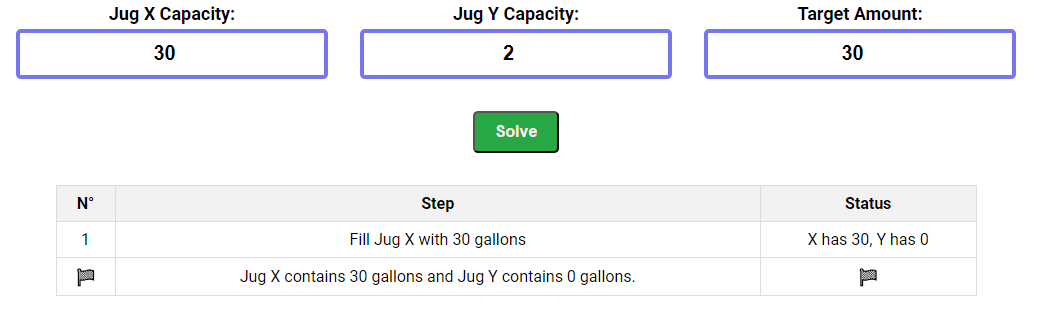 Jug X Capacity: Jug Y Capacity: Target Amount:
30 2 30
Solve
N° Step Status
1 Fill Jug X with 30 gallons X has 30, Y has 0
Jug X contains 30 gallons and Jug Y contains 0 gallons.